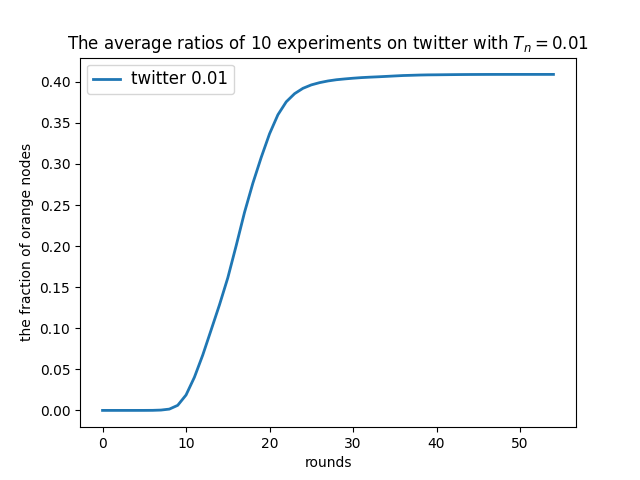 The average ratios of 10 experiments on twitter with Tₙ = 0.01
twitter 0.01
0.40
0.35
0.30
0.25
0.20
0.15
0.10
0.05
0.00
the fraction of orange nodes
0 10 20 30 40 50
rounds